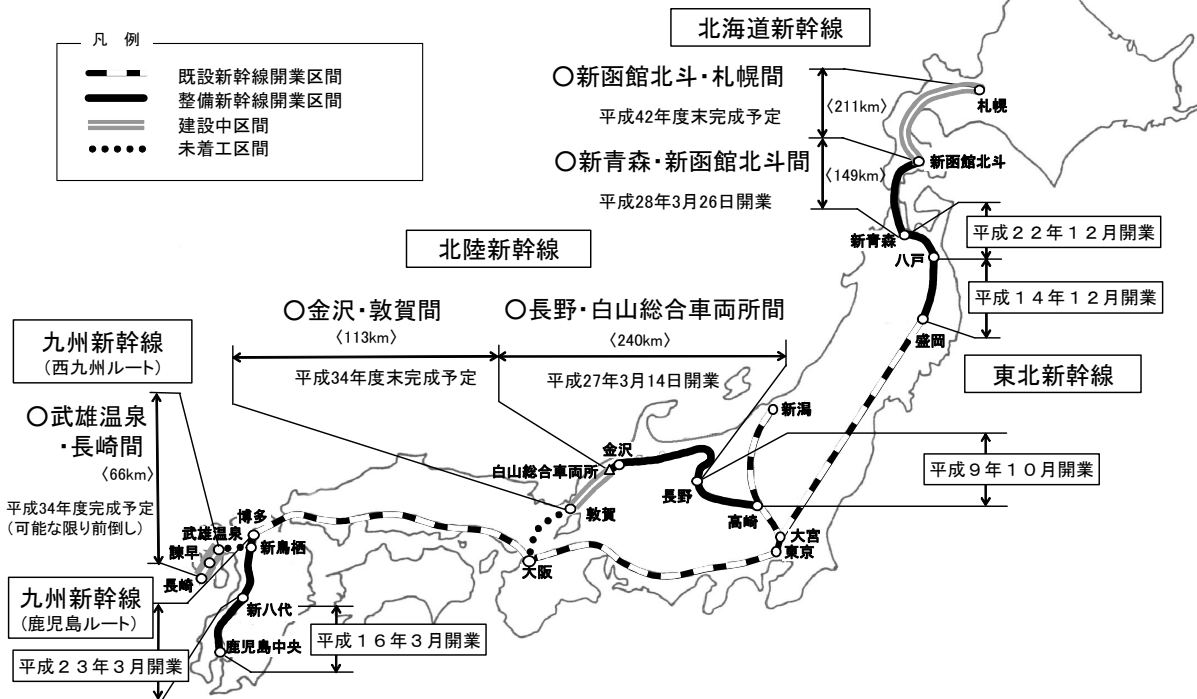 凡 例
既設新幹線開業区間
整備新幹線開業区間
建設中区間
未着工区間
北海道新幹線
○新函館北斗・札幌間
平成42年度末完成予定
〈211km〉
札幌
○新青森・新函館北斗間
平成28年3月26日開業
〈149km〉
新函館北斗
新青森
八戸
平成２２年１２月開業
平成１４年１２月開業
盛岡
東北新幹線
北陸新幹線
○金沢・敦賀間
〈113km〉
平成34年度末完成予定
○長野・白山総合車両所間
〈240km〉
平成27年3月14日開業
新潟
金沢
白山総合車両所
長野
平成９年１０月開業
高崎
敦賀
大宮
東京
大阪
九州新幹線
(西九州ルート)
○武雄温泉
・長崎間
〈66km〉
平成34年度完成予定
(可能な限り前倒し)
博多
武雄温泉
新鳥栖
諫早
長崎
九州新幹線
(鹿児島ルート)
新八代
鹿児島中央
平成１６年３月開業
平成２３年３月開業